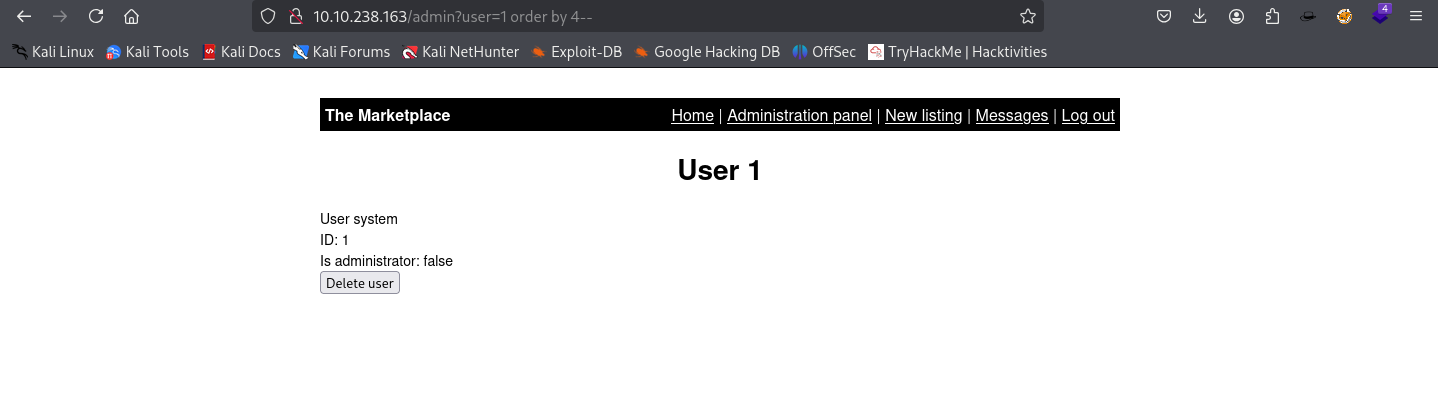 10.10.238.163/admin?user=1 order by 4--
4
Kali Linux Kali Tools Kali Docs Kali Forums Kali NetHunter Exploit-DB Google Hacking DB OffSec TryHackMe | Hacktivities
The Marketplace Home | Administration panel | New listing | Messages | Log out
User 1
User system
ID: 1
Is administrator: false
Delete user